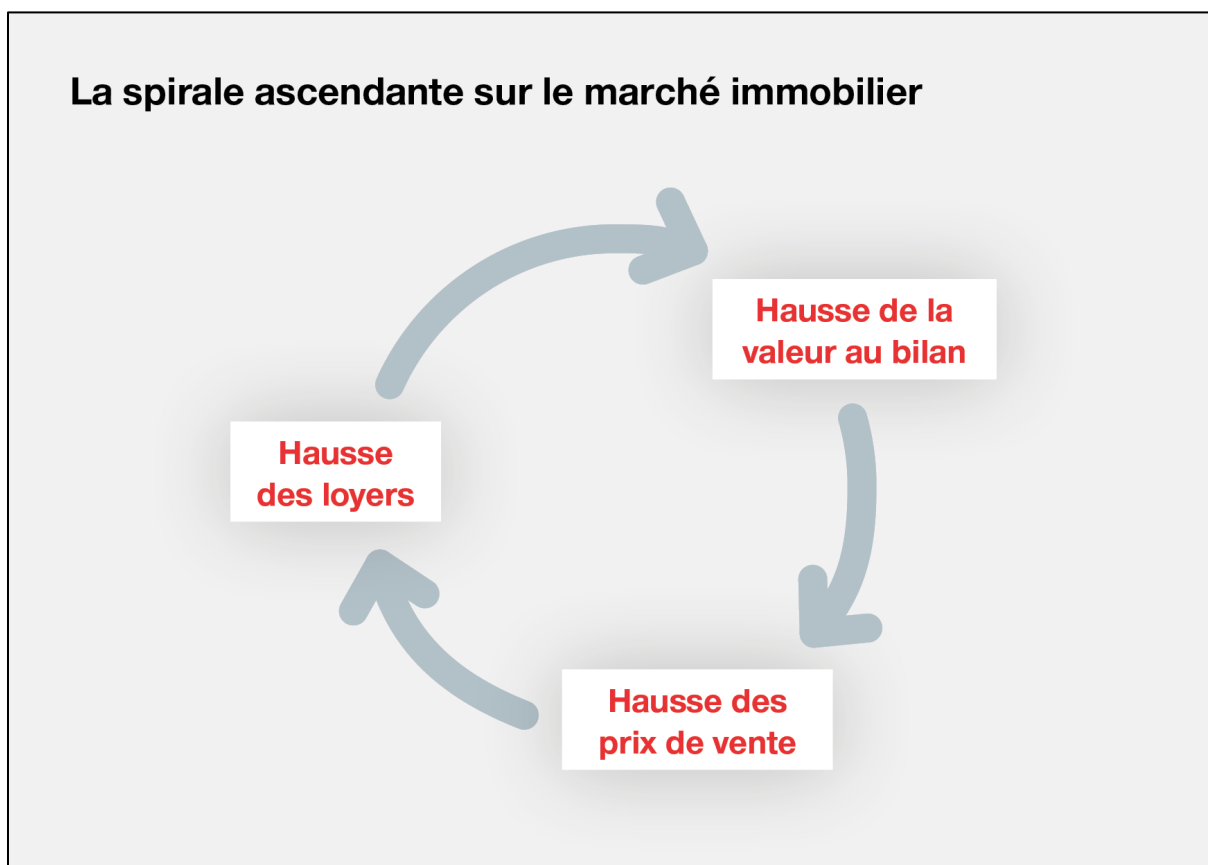 La spirale ascendante sur le marché immobilier
Hausse de la
valeur au bilan
Hausse
des loyers
Hausse des
prix de vente